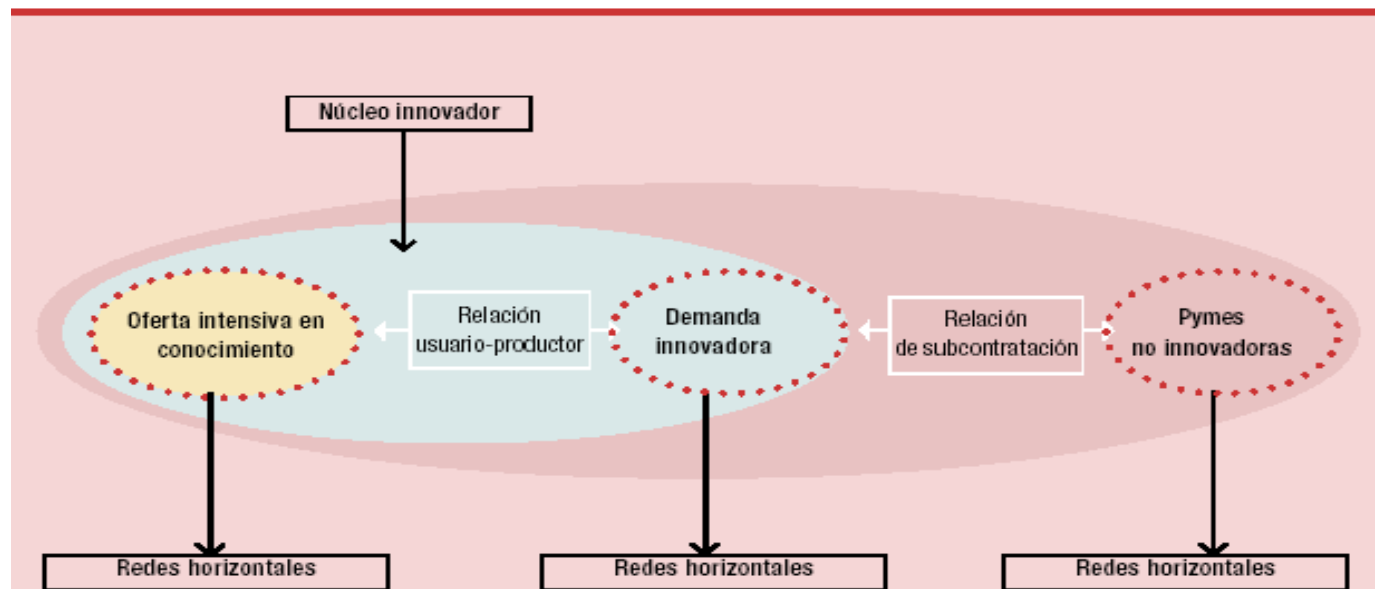 Núcleo innovador
Oferta intensiva en
conocimiento
Relación
usuario-productor
Demanda
innovadora
Relación
de subcontratación
Pymes
no innovadoras
Redes horizontales
Redes horizontales
Redes horizontales